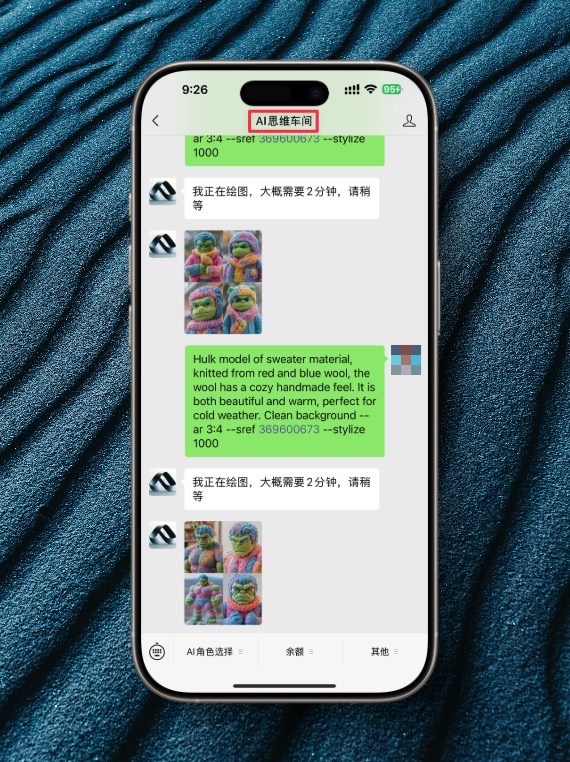 9:26
95
AI思维车间
ar 3:4 --sref 369600673 --stylize
1000
我正在绘图，大概需要2分钟，请稍
等
Hulk model of sweater material,
knitted from red and blue wool, the
wool has a cozy handmade feel. It is
both beautiful and warm, perfect for
cold weather. Clean background --
ar 3:4 --sref 369600673 --stylize
1000
我正在绘图，大概需要2分钟，请稍
等
AI角色选择
余额
其他